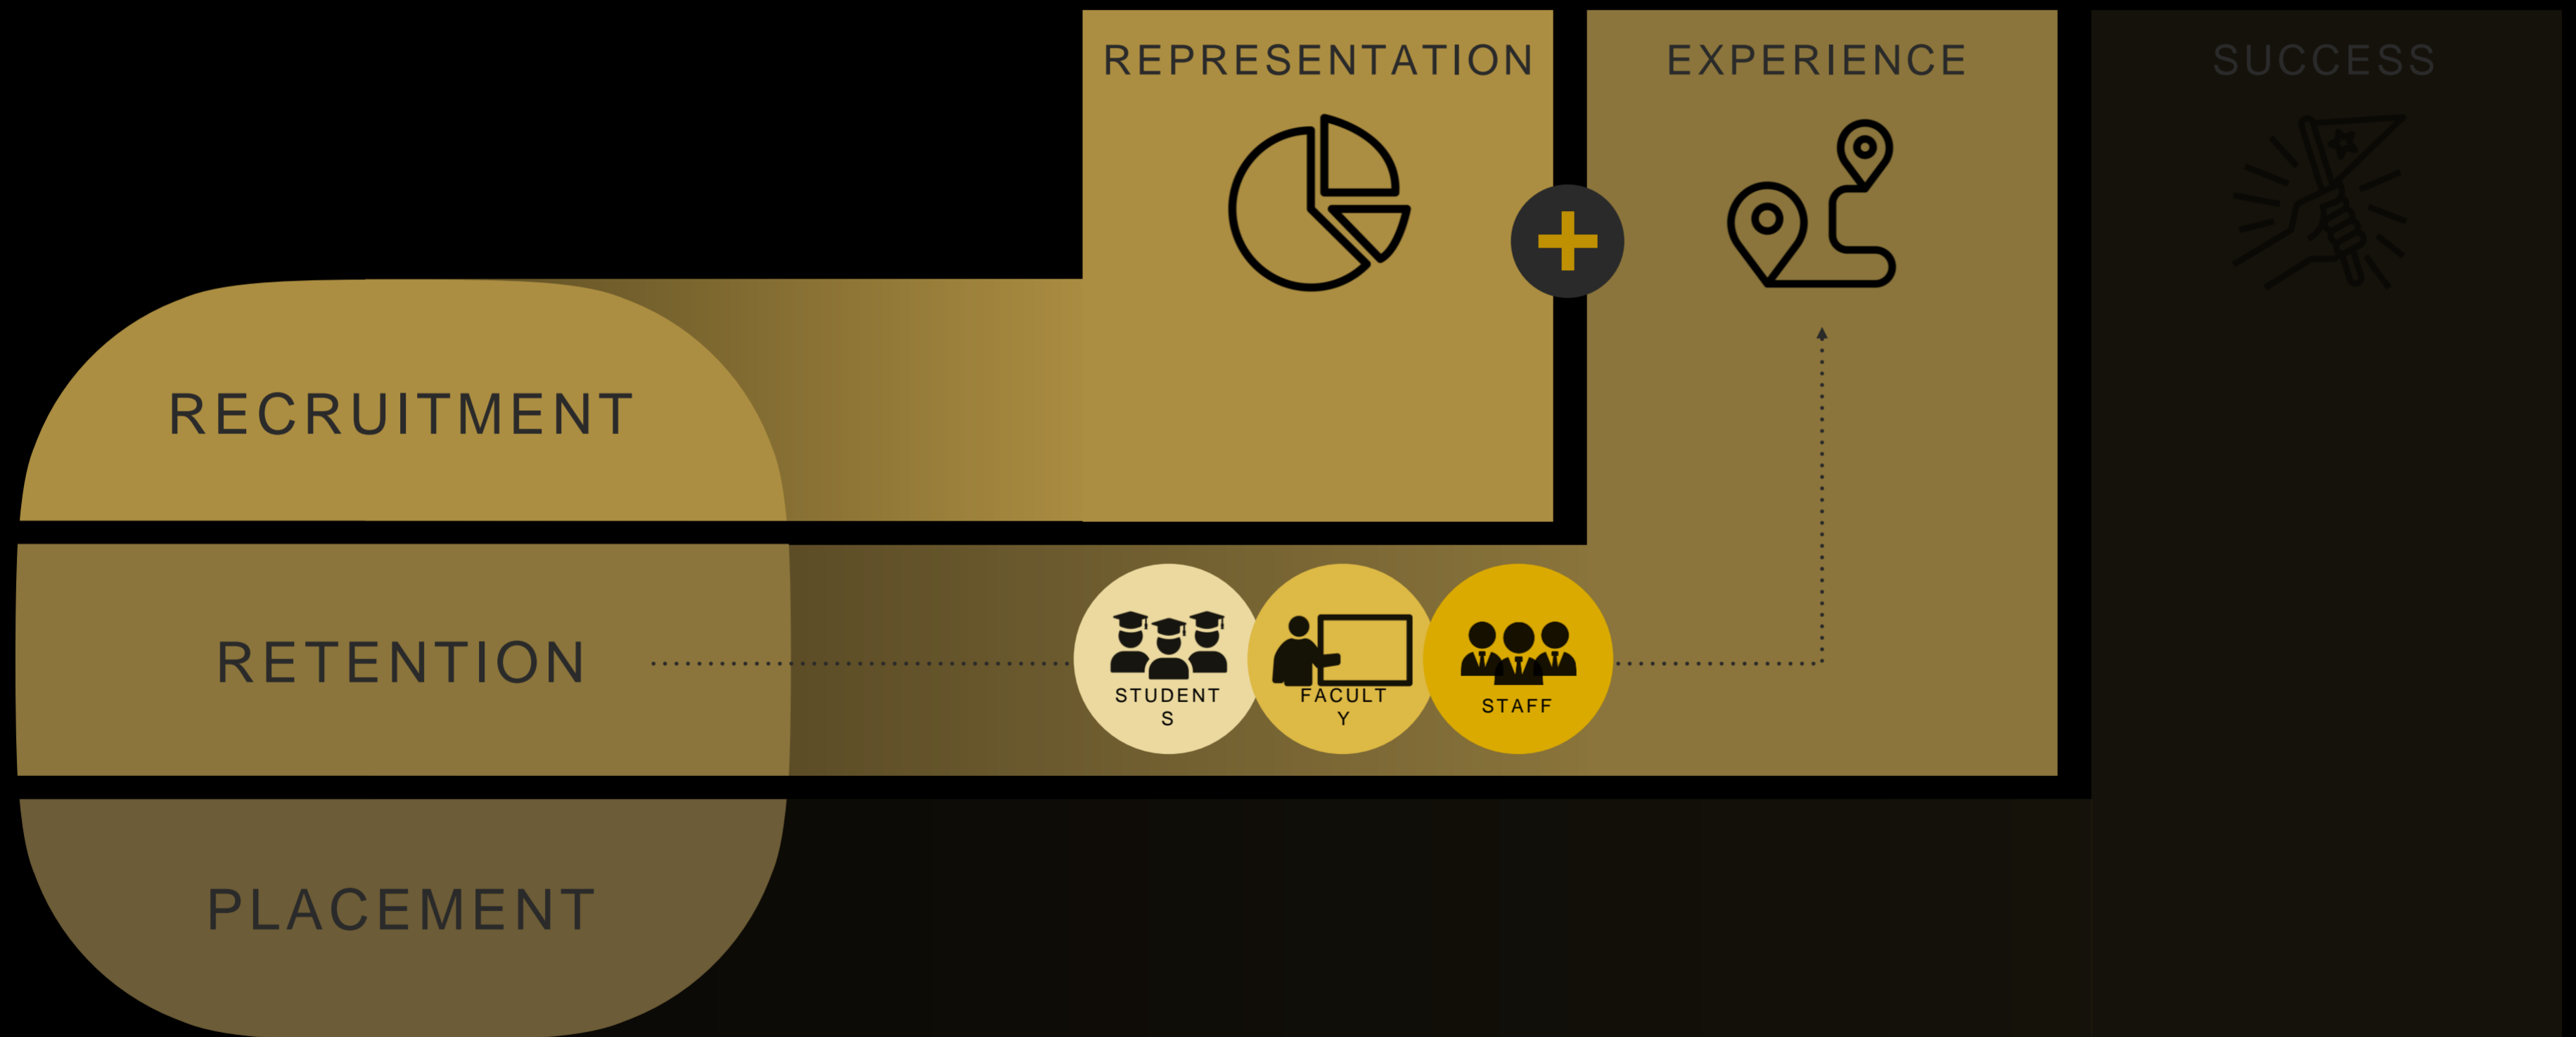 REPRESENTATION
EXPERIENCE
SUCCESS
RECRUITMENT
RETENTION
STUDENT
S
FACULT
Y
STAFF
PLACEMENT